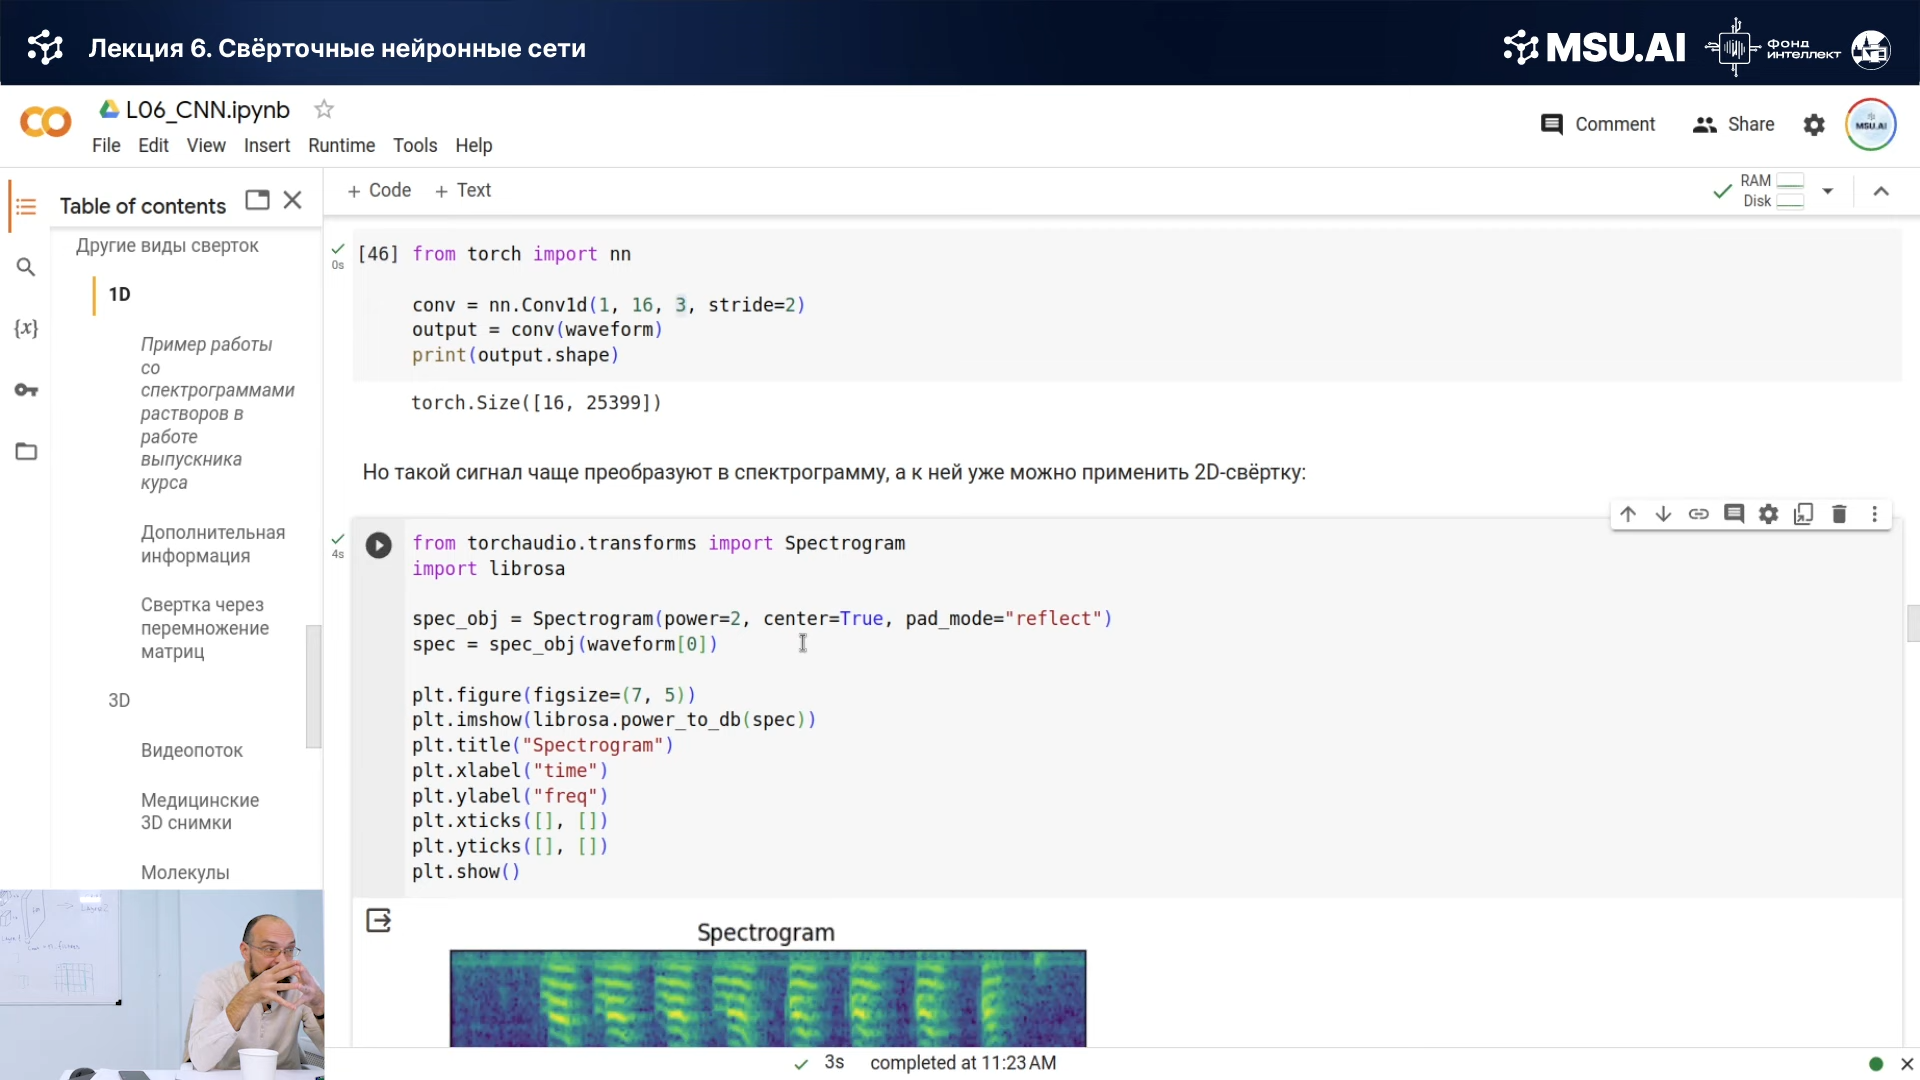 Лекция 6. Свёрточные нейронные сети
MSU.AI
ФОНД
ИНТЕЛЛЕКТ
L06_CNN.ipynb
File Edit View Insert Runtime Tools Help
Comment
Share
MSU.AI
Table of contents
+ Code + Text
RAM
Disk
Другие виды сверток
1D
Пример работы
со
спектрограммами
растворов в
работе
выпускника
курса
Дополнительная
информация
Свертка через
перемножение
матриц
3D
Видеопоток
Медицинские
3D снимки
Молекулы
{x}
0s
[46] from torch import nn
conv = nn.Conv1d(1, 16, 3, stride=2)
output = conv(waveform)
print(output.shape)
torch.Size([16, 25399])
Но такой сигнал чаще преобразуют в спектрограмму, а к ней уже можно применить 2D-свёртку:
4s
from torchaudio.transforms import Spectrogram
import librosa
spec_obj = Spectrogram(power=2, center=True, pad_mode="reflect")
spec = spec_obj(waveform[0])
plt.figure(figsize=(7, 5))
plt.imshow(librosa.power_to_db(spec))
plt.title("Spectrogram")
plt.xlabel("time")
plt.ylabel("freq")
plt.xticks([], [])
plt.yticks([], [])
plt.show()
Spectrogram
3s completed at 11:23 AM